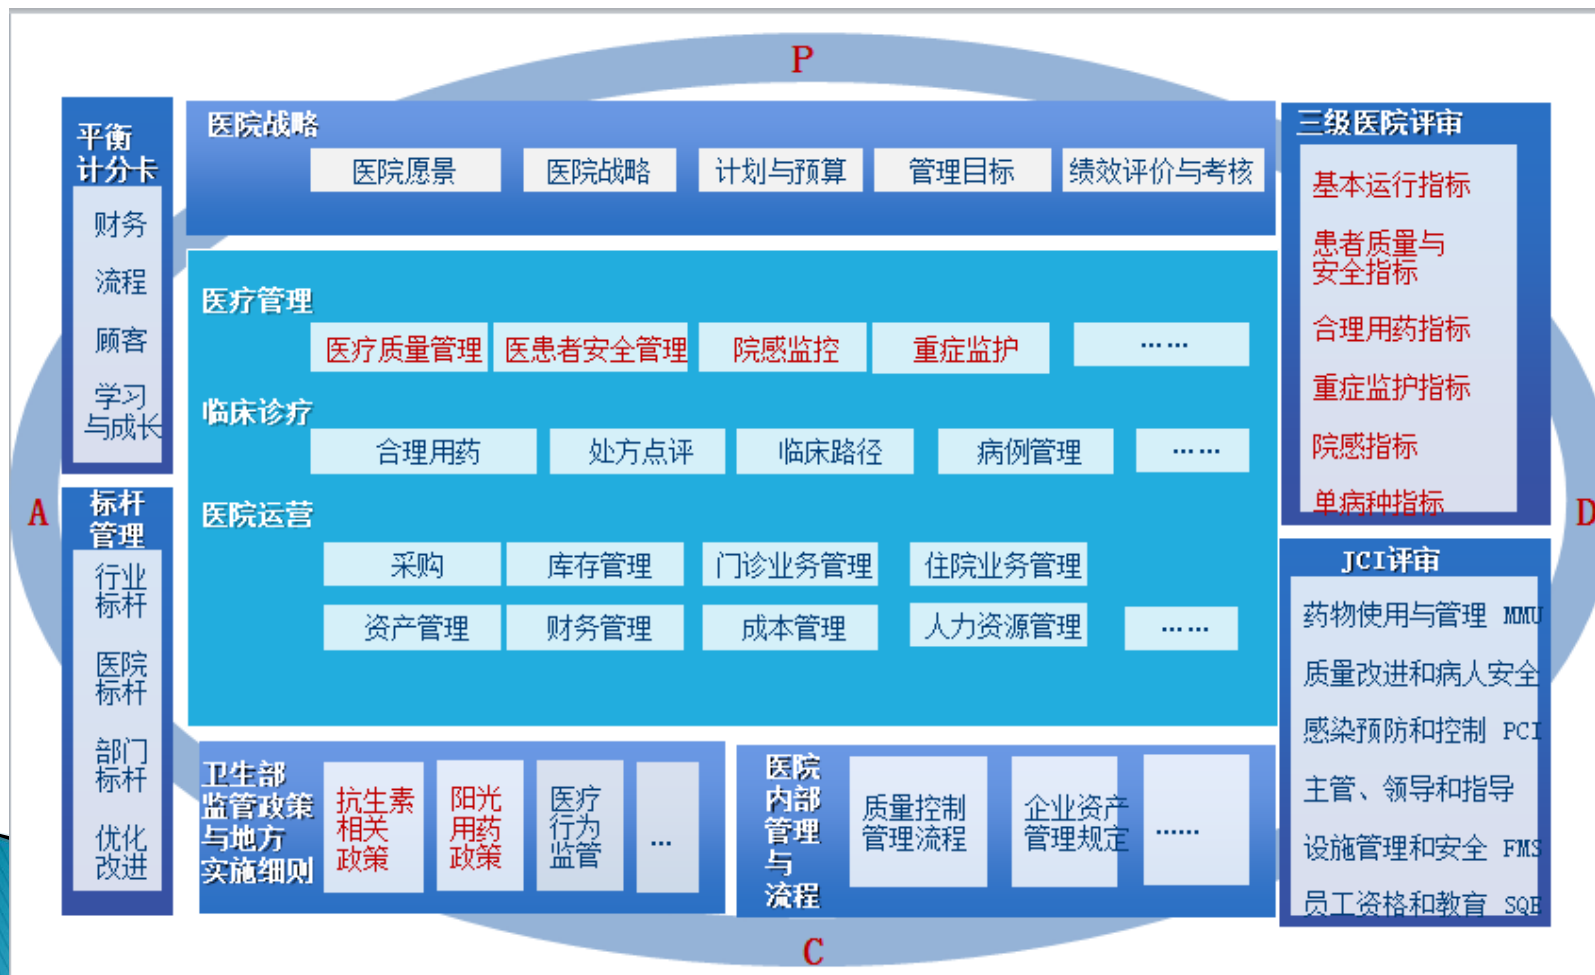 P
平衡
计分卡
财务
流程
顾客
学习
与成长
医院战略
医院愿景
医院战略
计划与预算
管理目标
绩效评价与考核
三级医院评审
基本运行指标
患者质量与
安全指标
合理用药指标
重症监护指标
院感指标
单病种指标
医疗管理
医疗质量管理
医患者安全管理
院感监控
重症监护
……
临床诊疗
合理用药
处方点评
临床路径
病例管理
……
医院运营
采购
库存管理
门诊业务管理
住院业务管理
资产管理
财务管理
成本管理
人力资源管理
……
A
D
标杆
管理
行业
标杆
医院
标杆
部门
标杆
优化
改进
JCI评审
药物使用与管理 MMU
质量改进和病人安全
感染预防和控制 PCI
主管、领导和指导
设施管理和安全 FMS
员工资格和教育 SQE
卫生部
监管政策
与地方
实施细则
抗生素
相关
政策
阳光
用药
政策
医疗
行为
监管
…
医院
内部
管理
与
流程
质量控制
管理流程
企业资产
管理规定
……
C